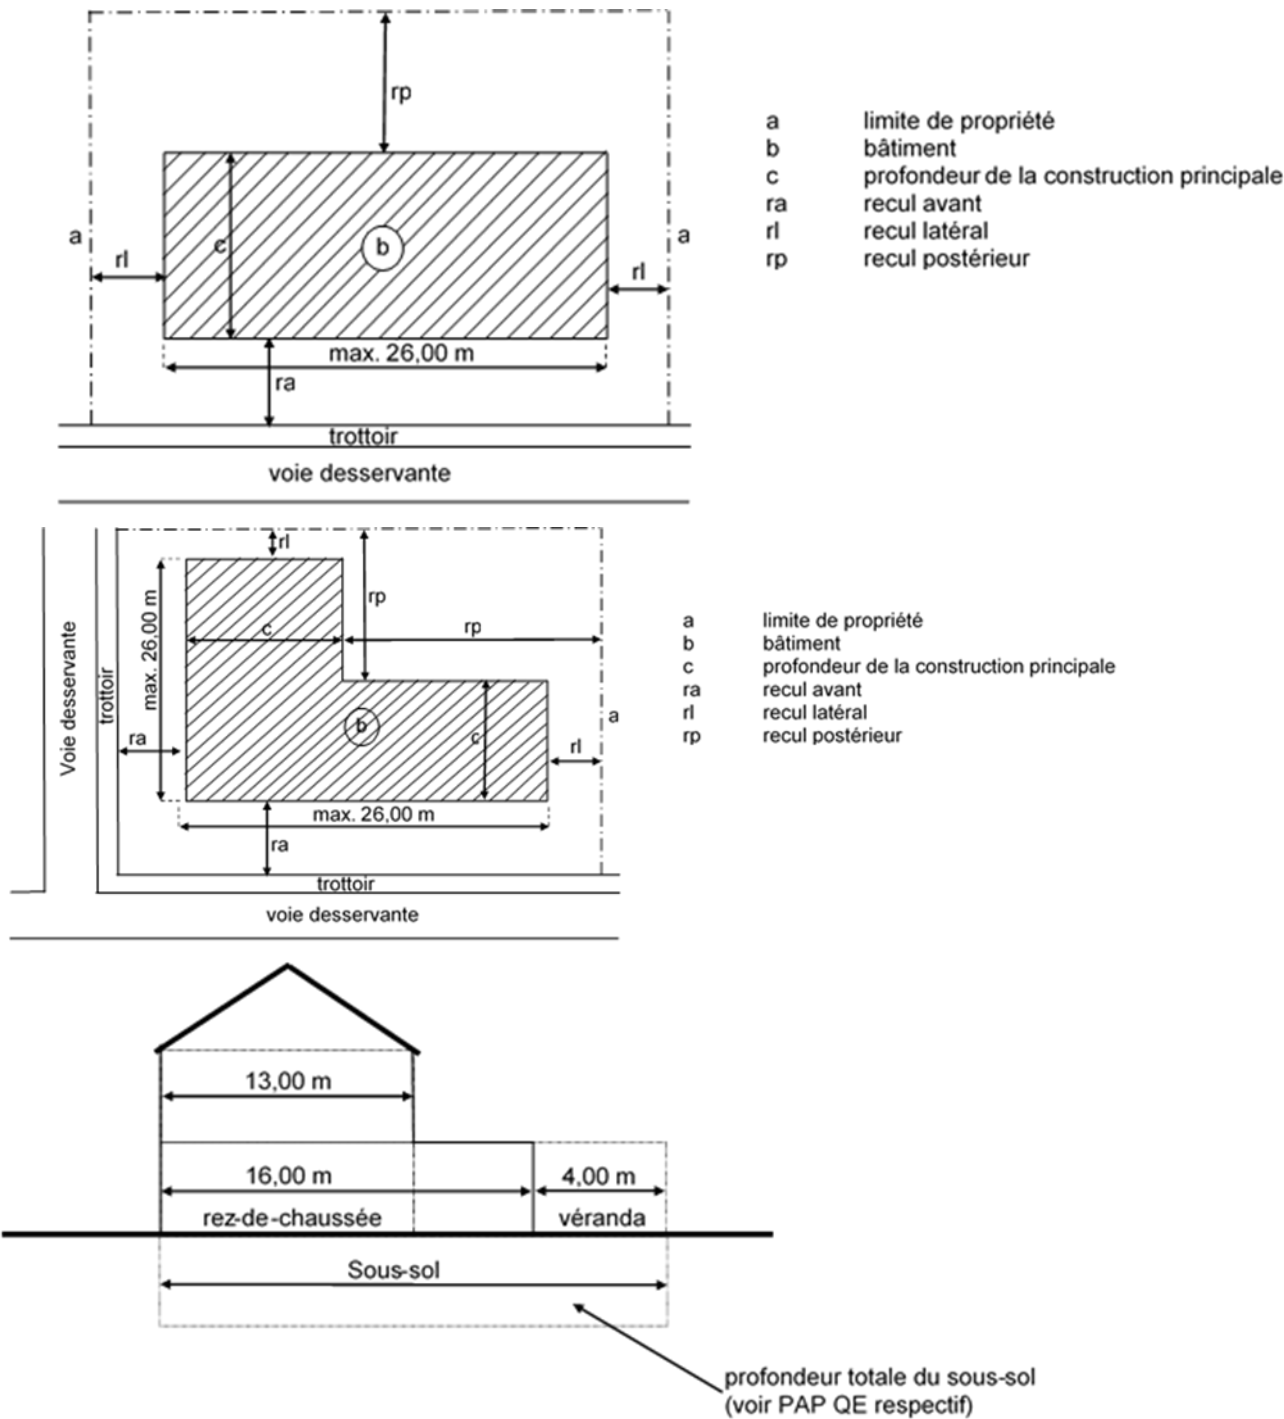 rp
a limite de propriété
b bâtiment
c profondeur de la construction principale
ra recul avant
rl recul latéral
rp recul postérieur
a
rl
c
b
a
rl
max. 26,00 m
ra
trottoir
voie desservante
rl
rp
max. 26,00 m
c
rp
Voie desservante
trottoir
a limite de propriété
b bâtiment
c profondeur de la construction principale
ra recul avant
rl recul latéral
rp recul postérieur
a
b
c
ra
rl
max. 26,00 m
ra
trottoir
voie desservante
13,00 m
16,00 m
4,00 m
rez-de-chaussée
véranda
Sous-sol
profondeur totale du sous-sol
(voir PAP QE respectif)